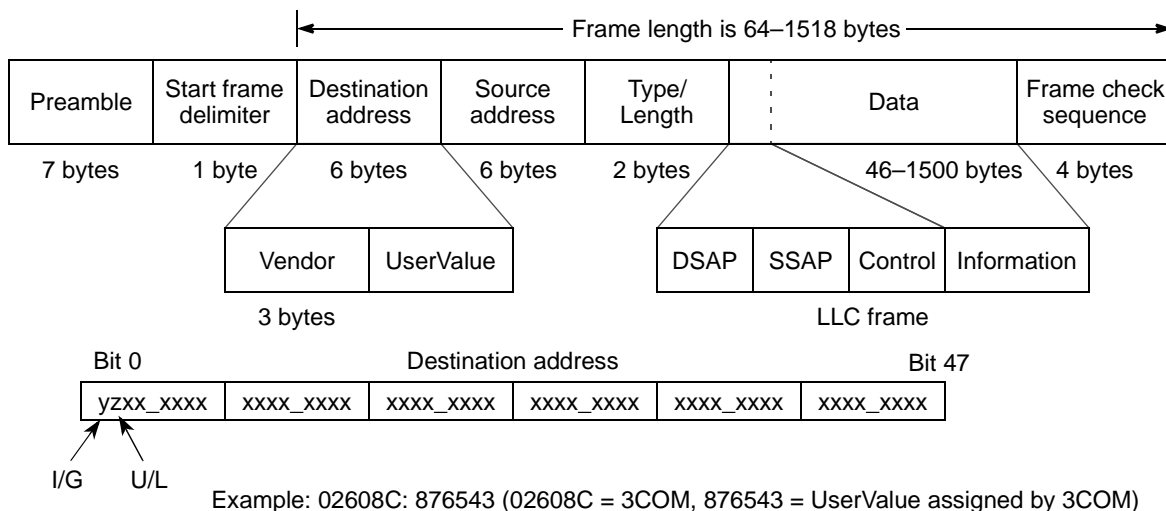 Frame length is 64–1518 bytes
Preamble
Start frame
delimiter
Destination
address
Source
address
Type/
Length
Data
Frame check
sequence
7 bytes
1 byte
6 bytes
6 bytes
2 bytes
46–1500 bytes
4 bytes
Vendor
UserValue
DSAP
SSAP
Control
Information
3 bytes
LLC frame
Bit 0
Destination address
Bit 47
yzxx_xxxx
xxxx_xxxx
xxxx_xxxx
xxxx_xxxx
xxxx_xxxx
xxxx_xxxx
I/G
U/L
Example: 02608C: 876543 (02608C = 3COM, 876543 = UserValue assigned by 3COM)